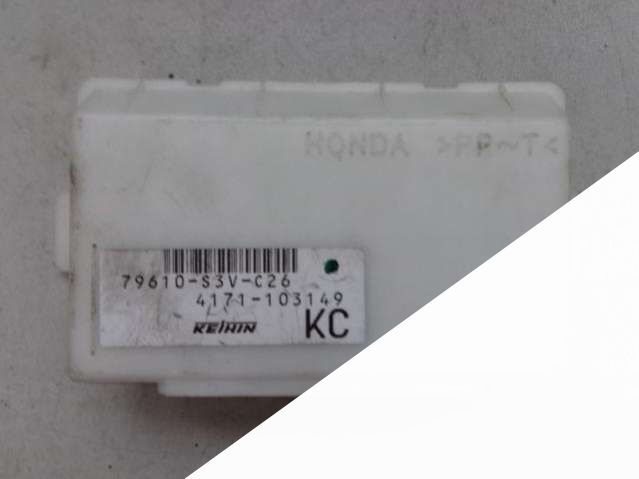 HONDA >PP~T<
79610-S3V-C26
4171-103149
KEIHIN
KC